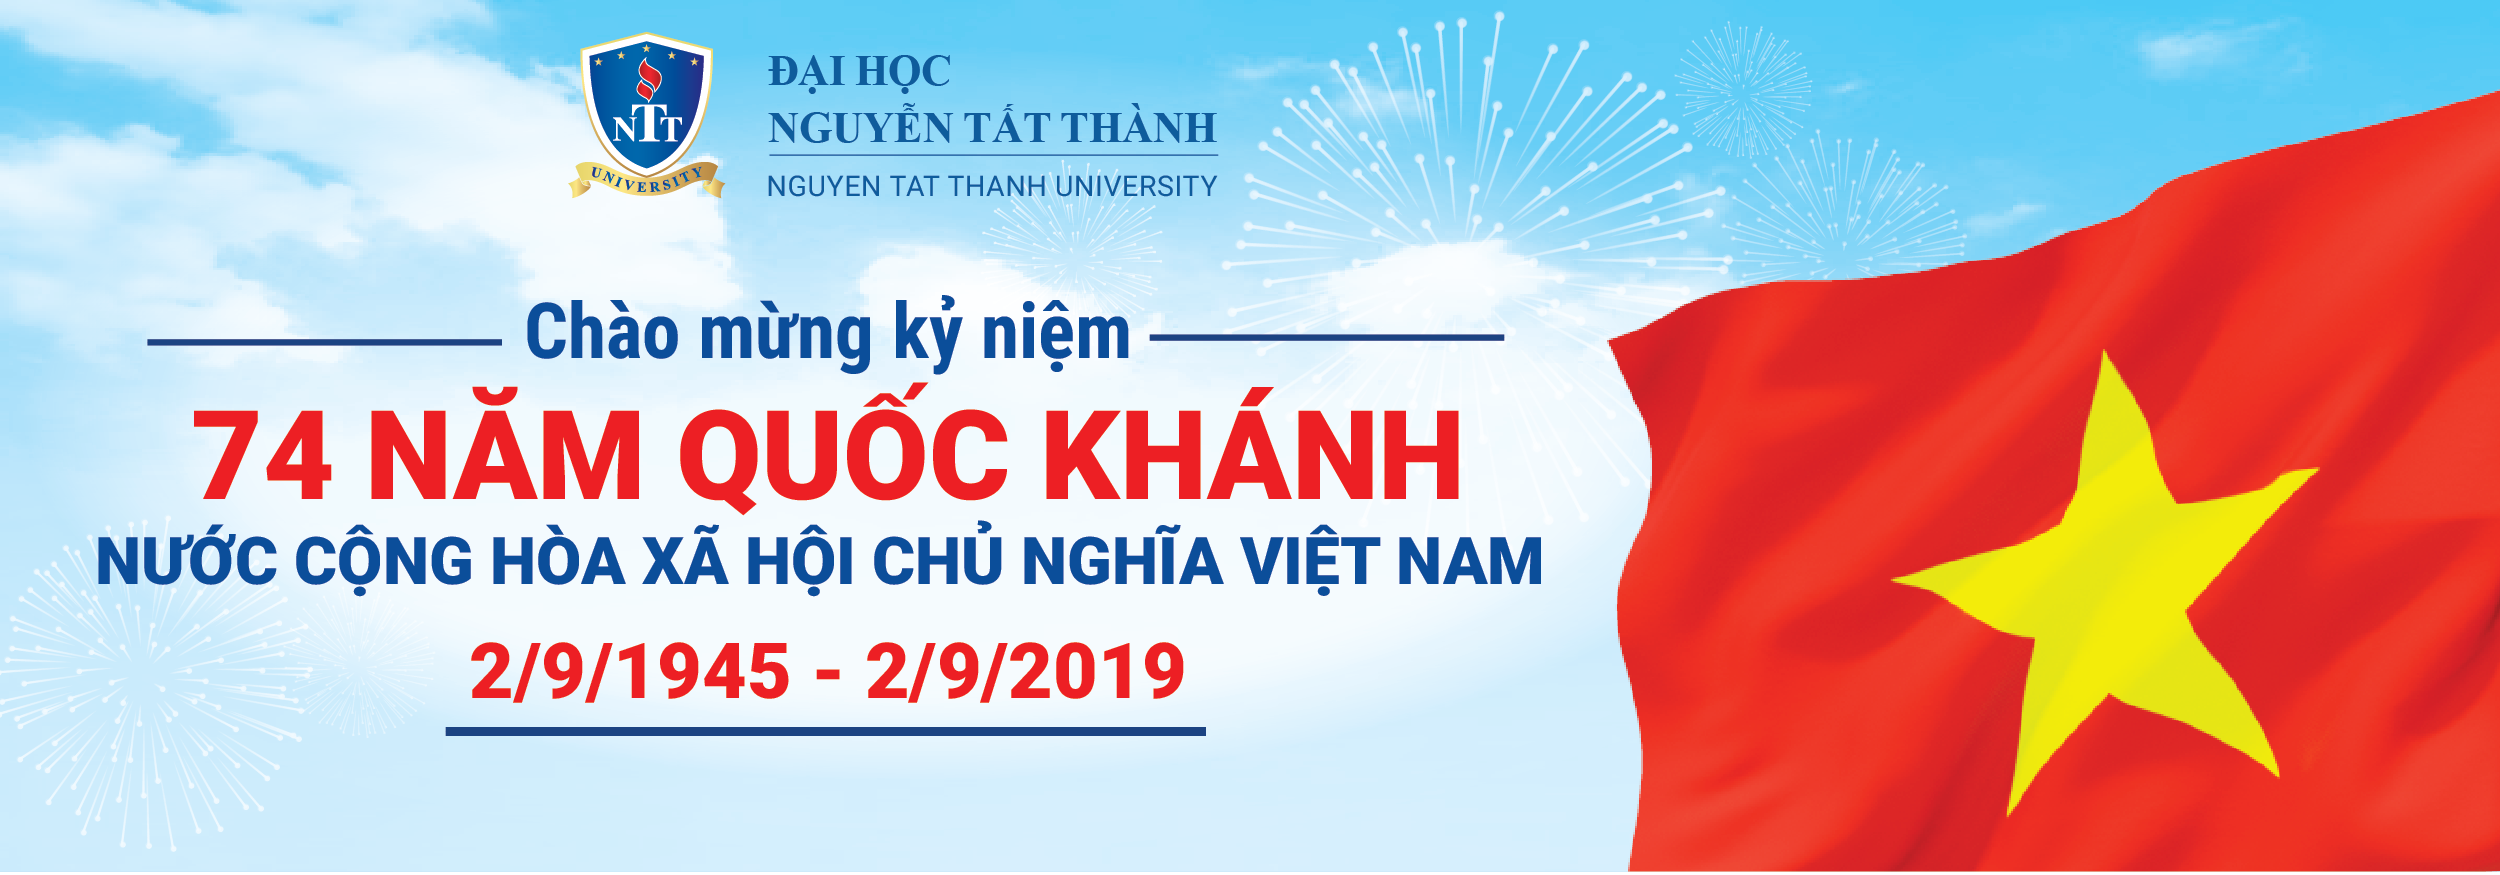 NTT
UNIVERSITY
ĐẠI HỌC
NGUYỄN TẤT THÀNH
NGUYEN TAT THANH UNIVERSITY
Chào mừng kỷ niệm
74 NĂM QUỐC KHÁNH
NƯỚC CỘNG HÒA XÃ HỘI CHỦ NGHĨA VIỆT NAM
2/9/1945 - 2/9/2019